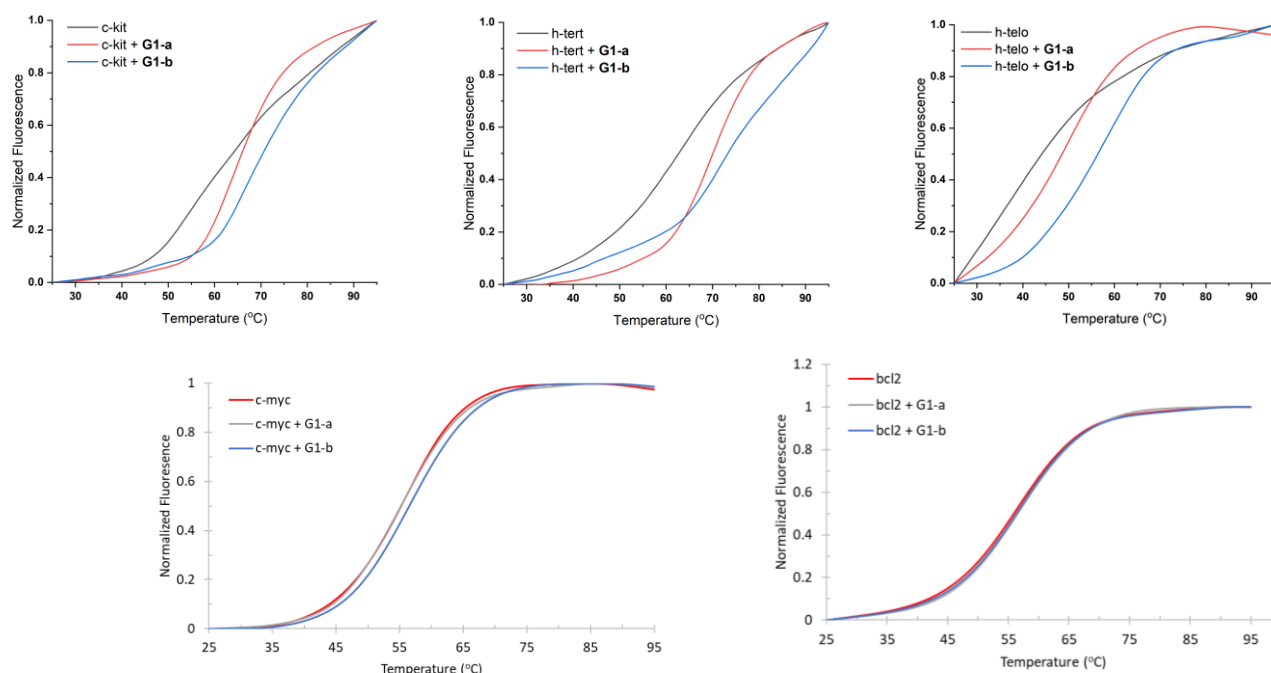 c-kit
c-kit + G1-a
c-kit + G1-b
Normalized Fluorescence
1.0
0.8
0.6
0.4
0.2
0.0
30 40 50 60 70 80 90
Temperature (°C)
h-tert
h-tert + G1-a
h-tert + G1-b
Normalized Fluorescence
1.0
0.8
0.6
0.4
0.2
0.0
30 40 50 60 70 80 90
Temperature (°C)
h-telo
h-telo + G1-a
h-telo + G1-b
Normalized Fluorescence
1.0
0.8
0.6
0.4
0.2
0.0
30 40 50 60 70 80 90
Temperature (°C)
c-myc
c-myc + G1-a
c-myc + G1-b
Normalized Fluoresence
1
0.8
0.6
0.4
0.2
0
25 35 45 55 65 75 85 95
Temperature (°C)
bcl2
bcl2 + G1-a
bcl2 + G1-b
Normalized Fluorescence
1.2
1
0.8
0.6
0.4
0.2
0
25 35 45 55 65 75 85 95
Temperature (°C)